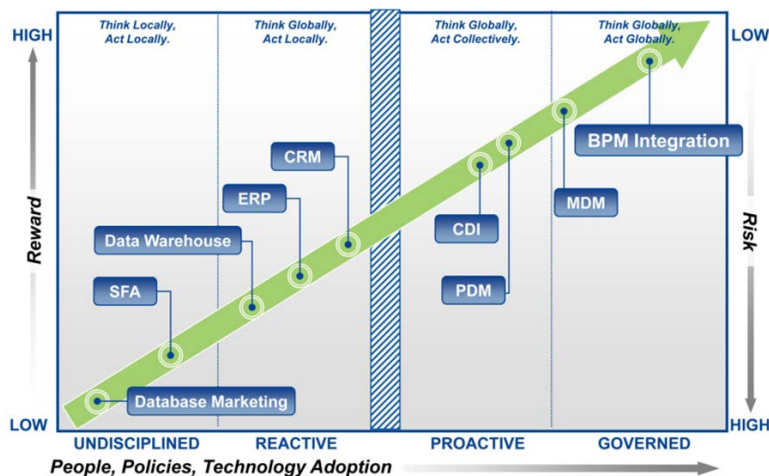 Think Locally,
Act Locally.
Think Globally,
Act Locally.
Think Globally,
Act Collectively.
Think Globally,
Act Globally.
HIGH
LOW
BPM Integration
CRM
ERP
MDM
CDI
Data Warehouse
SFA
PDM
Reward
Risk
Database Marketing
LOW
HIGH
UNDISCIPLINED
REACTIVE
PROACTIVE
GOVERNED
People, Policies, Technology Adoption